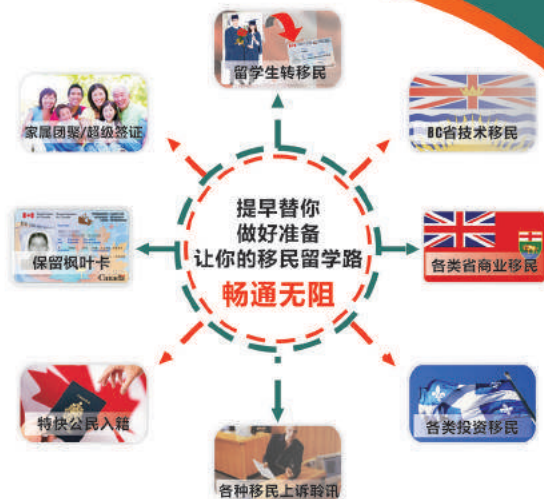 留学生转移民
家属团聚/超级签证
BC省技术移民
提早替你
做好准备
让你的移民留学路
畅通无阻
保留枫叶卡
Canada
各类省商业移民
特快公民入籍
各类投资移民
各种移民上诉聆讯